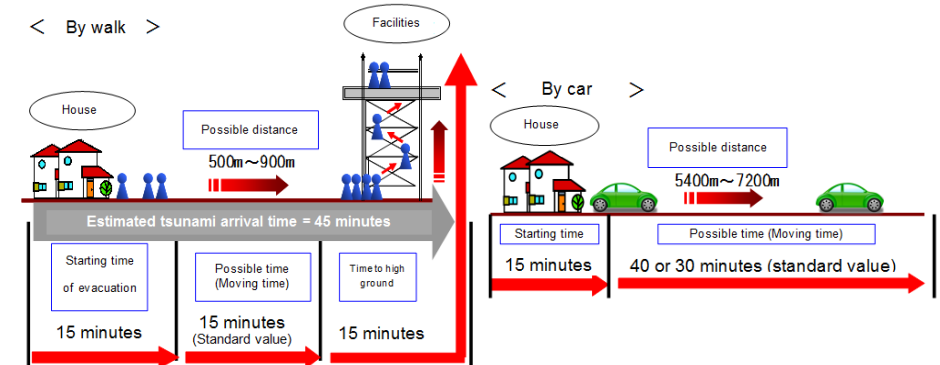 ＜ By walk ＞
Facilities
House
Possible distance
500m～900m
Estimated tsunami arrival time = 45 minutes
Starting time
of evacuation
Possible time
(Moving time)
Time to high
ground
15 minutes
15 minutes
(Standard value)
15 minutes
＜ By car ＞
House
Possible distance
5400m～7200m
Starting time
Possible time (Moving time)
15 minutes
40 or 30 minutes (standard value)